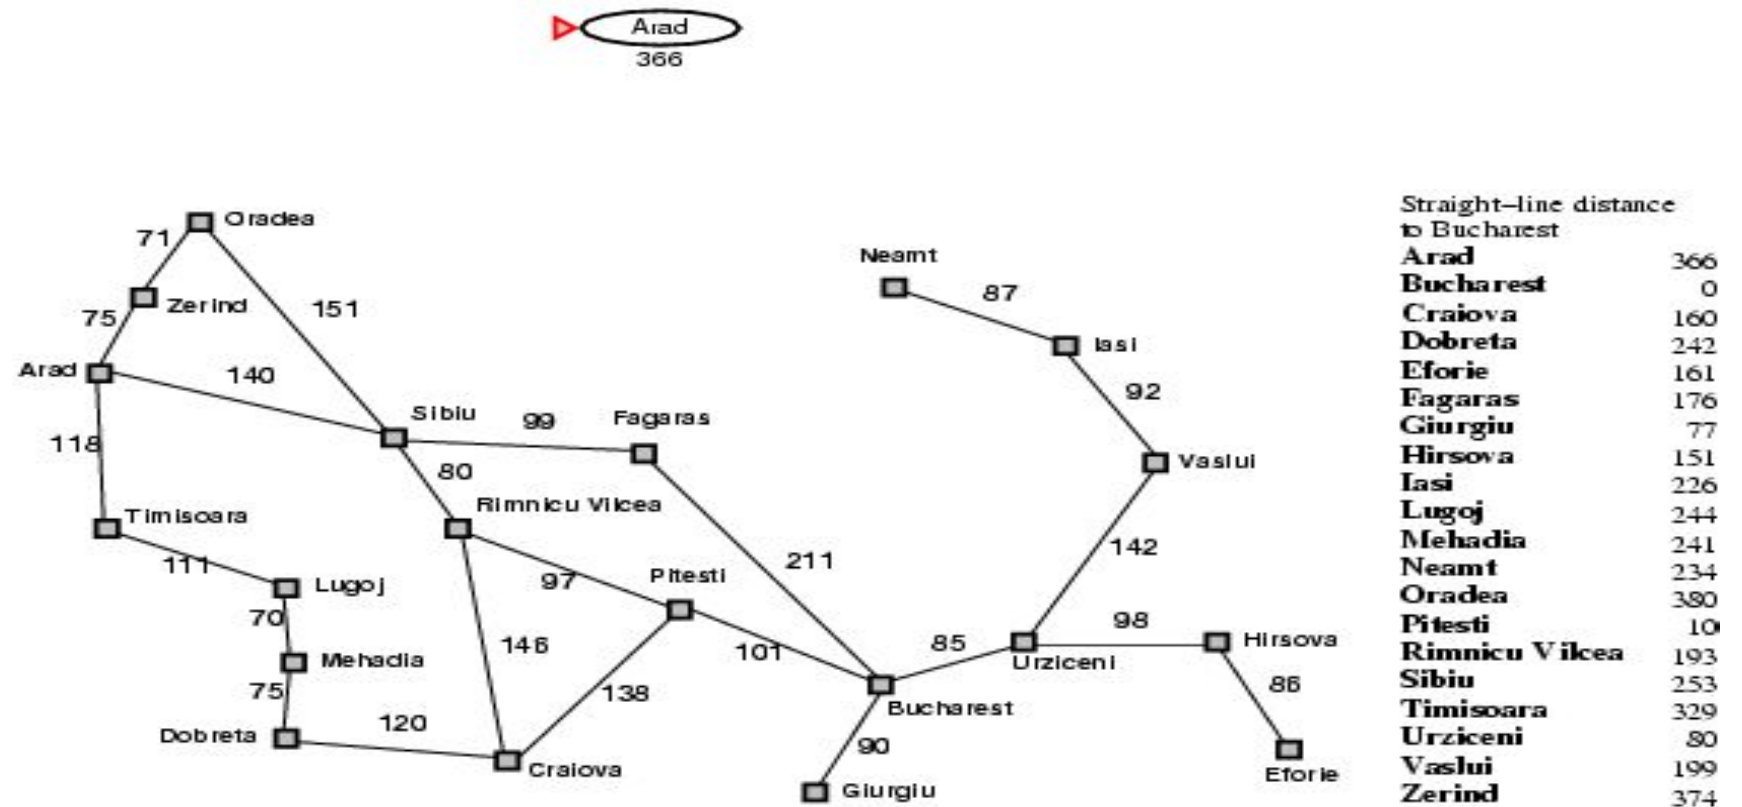 Arad
366
Oradea
71
Neamt
Zerind
87
151
75
Iasi
Arad
140
92
Sibiu
99
Fagaras
118
80
Vaslui
Timisoara
Rimnicu Vilcea
142
111
97
Pitesti
211
Lugoj
70
98
146
101
85
Hirsova
Mehadia
Urziceni
75
138
86
Bucharest
120
Dobreta
90
Craiova
Eforie
Giurgiu
Straight-line distance
to Bucharest
Arad 366
Bucharest 0
Craiova 160
Dobreta 242
Eforie 161
Fagaras 176
Giurgiu 77
Hirsova 151
Iasi 226
Lugoj 244
Mehadia 241
Neamt 234
Oradea 380
Pitesti 10
Rimnicu Vilcea 193
Sibiu 253
Timisoara 329
Urziceni 80
Vaslui 199
Zerind 374